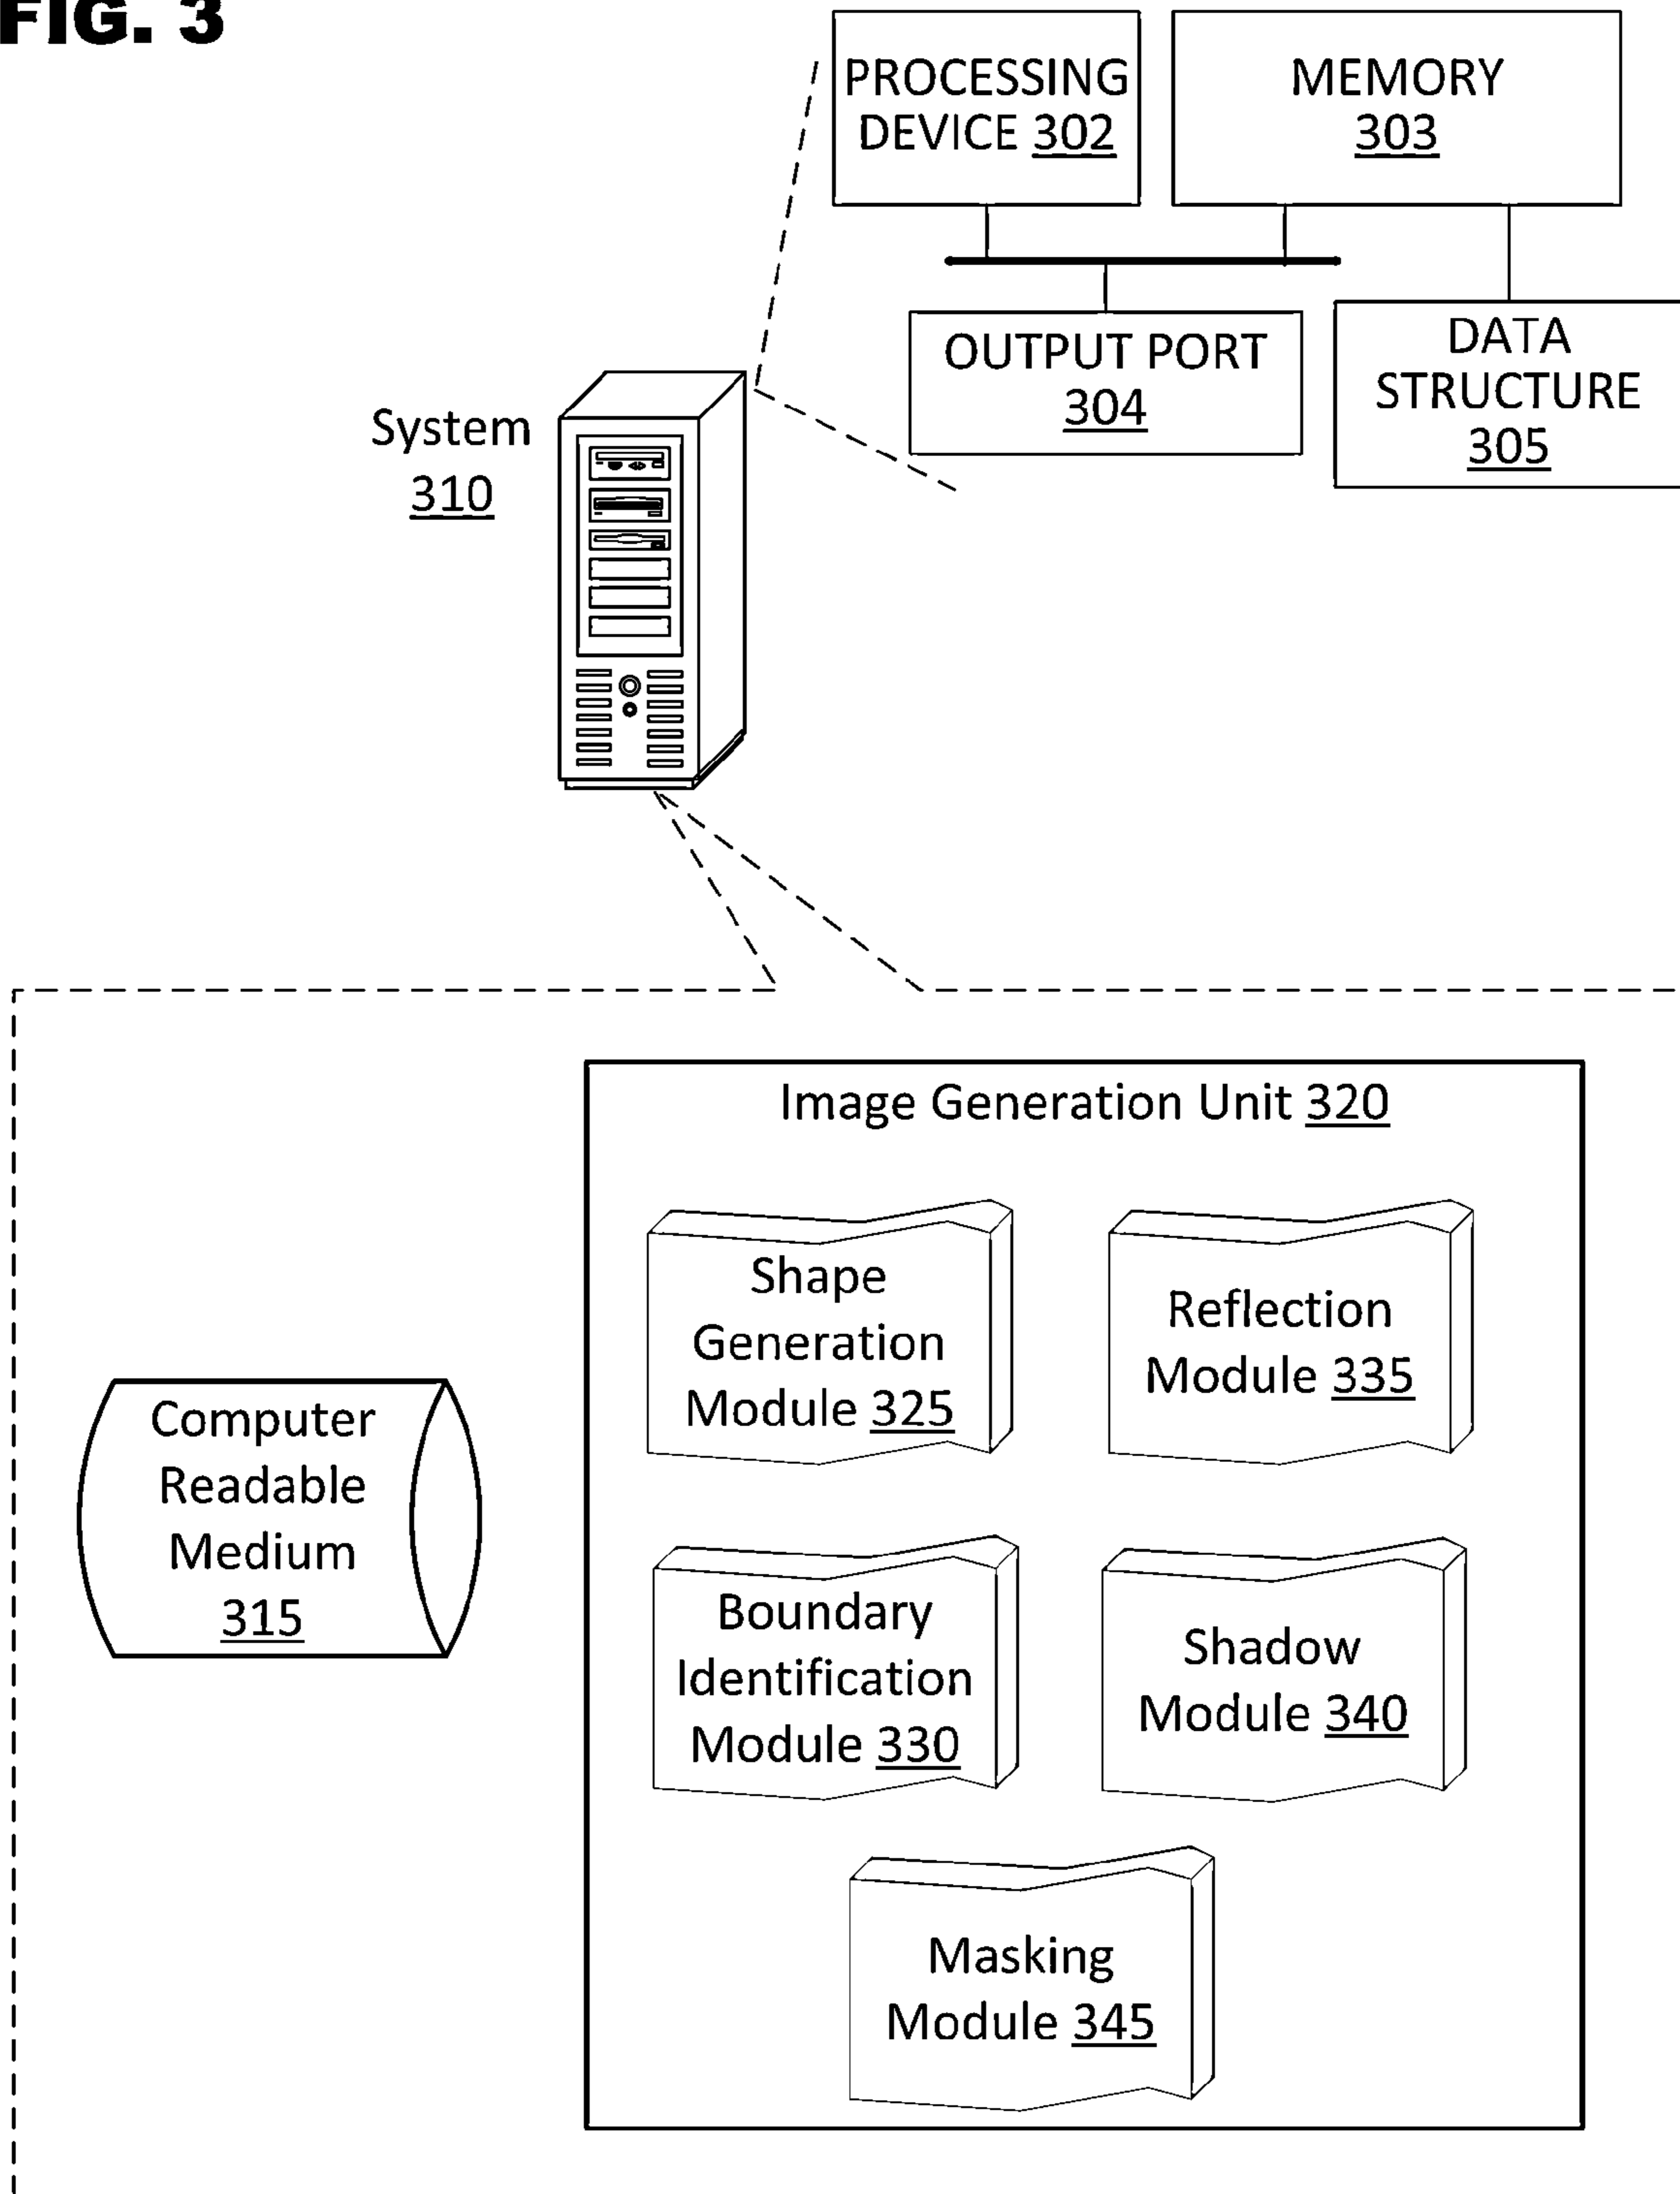 FIG. 3
PROCESSING
DEVICE 302
MEMORY
303
OUTPUT PORT
304
DATA
STRUCTURE
305
System
310
Image Generation Unit 320
Shape
Generation
Module 325
Reflection
Module 335
Computer
Readable
Medium
315
Boundary
Identification
Module 330
Shadow
Module 340
Masking
Module 345